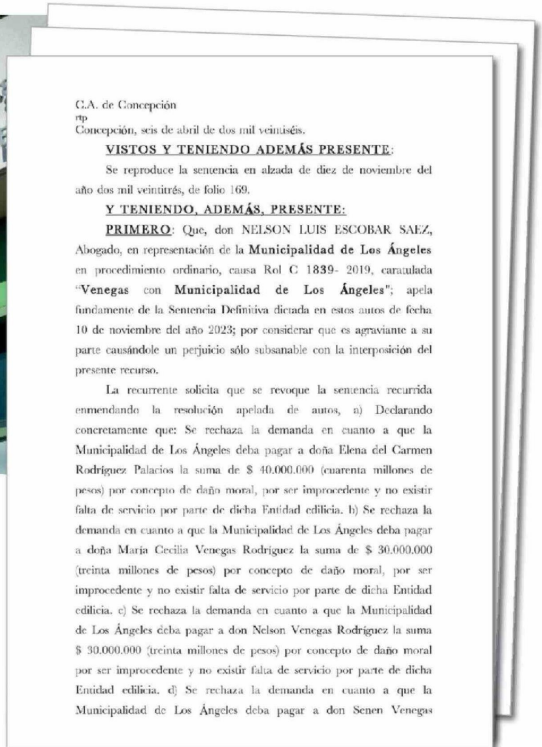 C.A. de Concepción
rtp
Concepción, seis de abril de dos mil veintiséis.
VISTOS Y TENIENDO ADEMÁS PRESENTE:
Se reproduce la sentencia en alzada de diez de noviembre del
año dos mil veintitrés, de folio 169.
Y TENIENDO, ADEMÁS, PRESENTE:
PRIMERO: Que, don NELSON LUIS ESCOBAR SAEZ,
Abogado, en representación de la Municipalidad de Los Ángeles
en procedimiento ordinario, causa Rol C 1839- 2019, caratulada
“Venegas con Municipalidad de Los Ángeles”; apela
fundamente de la Sentencia Definitiva dictada en estos autos de fecha
10 de noviembre del año 2023; por considerar que es agraviante a su
parte causándole un perjuicio sólo subsanable con la interposición del
presente recurso.
La recurrente solicita que se revoque la sentencia recurrida
enmendando la resolución apelada de autos, a) Declarando
concretamente que: Se rechaza la demanda en cuanto a que la
Municipalidad de Los Ángeles deba pagar a doña Elena del Carmen
Rodríguez Palacios la suma de $ 40.000.000 (cuarenta millones de
pesos) por concepto de daño moral, por ser improcedente y no existir
falta de servicio por parte de dicha Entidad edilicia. b) Se rechaza la
demanda en cuanto a que la Municipalidad de Los Ángeles deba pagar
a doña María Cecilia Venegas Rodríguez la suma de $ 30.000.000
(treinta millones de pesos) por concepto de daño moral, por ser
improcedente y no existir falta de servicio por parte de dicha Entidad
edilicia. c) Se rechaza la demanda en cuanto a que la Municipalidad
de Los Ángeles deba pagar a don Nelson Venegas Rodríguez la suma
$ 30.000.000 (treinta millones de pesos) por concepto de daño moral
por ser improcedente y no existir falta de servicio por parte de dicha
Entidad edilicia. d) Se rechaza la demanda en cuanto a que la
Municipalidad de Los Ángeles deba pagar a don Senen Venegas